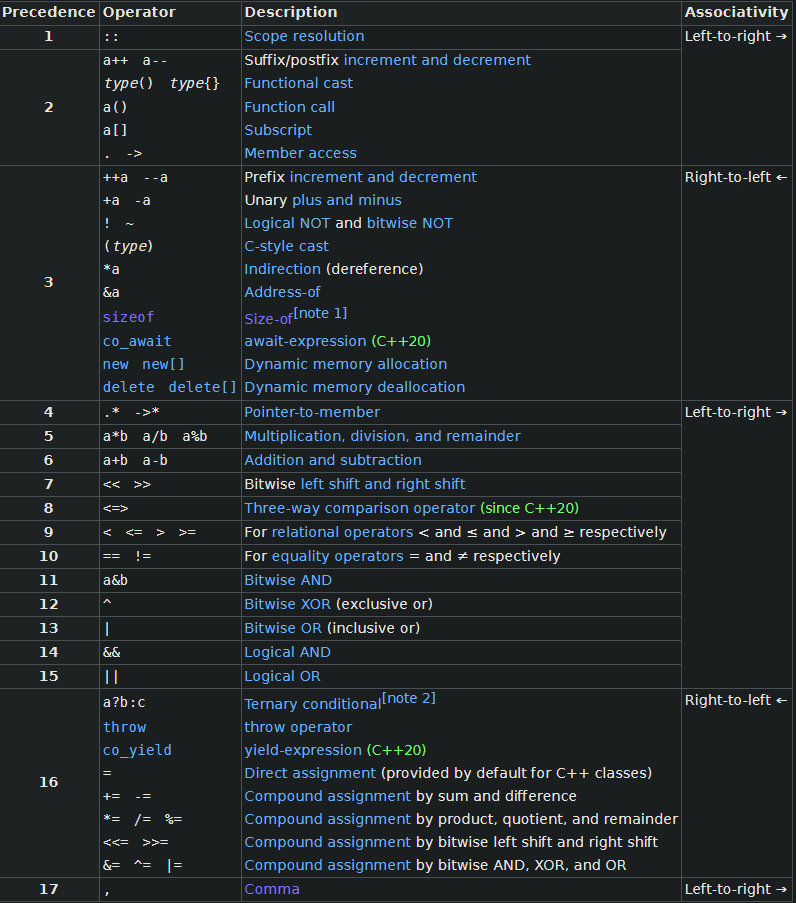 Precedence Operator Description Associativity
1 :: Scope resolution Left-to-right →
a++ a-- Suffix/postfix increment and decrement
type() type{} Functional cast
2 a() Function call
a[] Subscript
. -> Member access
++a --a Prefix increment and decrement Right-to-left ←
+a -a Unary plus and minus
! ~ Logical NOT and bitwise NOT
(type) C-style cast
*a Indirection (dereference)
3
&a Address-of
sizeof Size-of[note 1]
co_await await-expression (C++20)
new new[] Dynamic memory allocation
delete delete[] Dynamic memory deallocation
4 .* ->* Pointer-to-member Left-to-right →
5 a*b a/b a%b Multiplication, division, and remainder
6 a+b a-b Addition and subtraction
7 << >> Bitwise left shift and right shift
8 <=> Three-way comparison operator (since C++20)
9 < <= > >= For relational operators < and ≤ and > and ≥ respectively
10 == != For equality operators = and ≠ respectively
11 a&b Bitwise AND
12 ^ Bitwise XOR (exclusive or)
13 | Bitwise OR (inclusive or)
14 && Logical AND
15 || Logical OR
a?b:c Ternary conditional[note 2] Right-to-left ←
throw throw operator
co_yield yield-expression (C++20)
= Direct assignment (provided by default for C++ classes)
16
+= -= Compound assignment by sum and difference
*= /= %= Compound assignment by product, quotient, and remainder
<<= >>= Compound assignment by bitwise left shift and right shift
&= ^= |= Compound assignment by bitwise AND, XOR, and OR
17 , Comma Left-to-right →